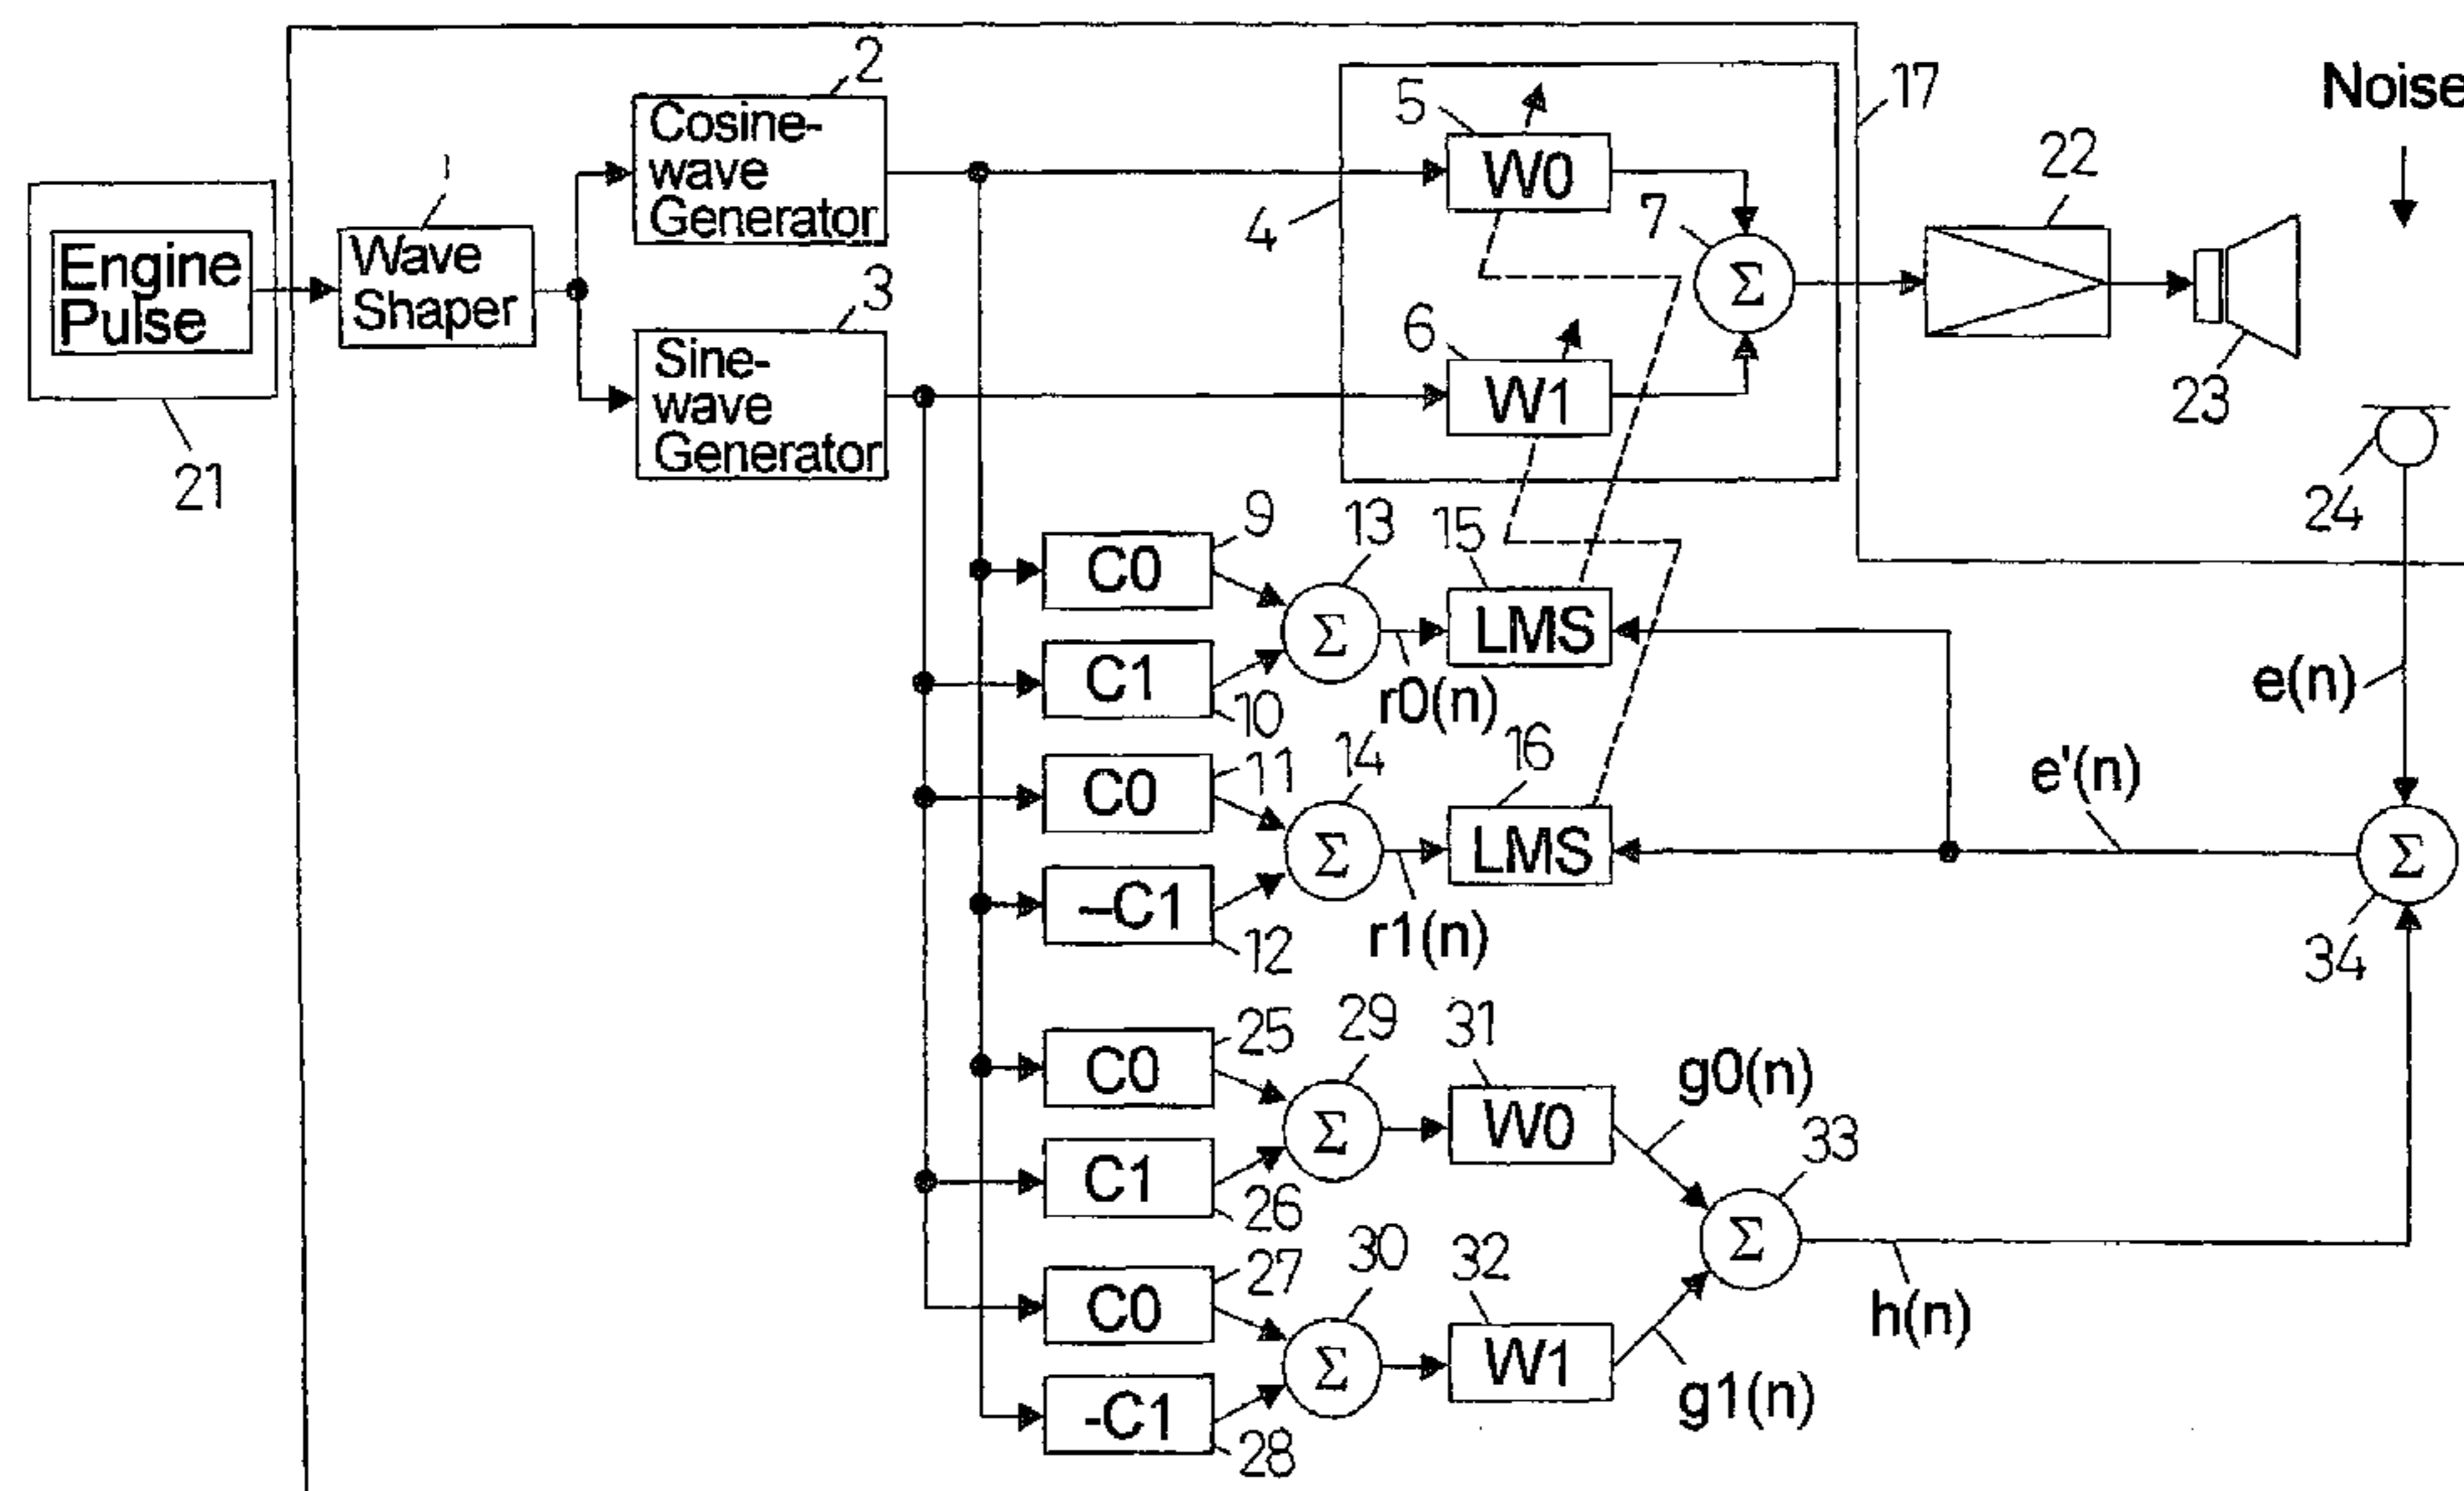 2
Cosine-
wave
Generator
5
W0
17
Noise
22
1
Engine
Pulse
Wave
Shaper
4
7
Σ
3
Sine-
wave
Generator
6
W1
23
21
24
9
C0
13
15
Σ
LMS
C1
10
r0(n)
e(n)
11
C0
14
16
e'(n)
Σ
LMS
Σ
–C1
12
r1(n)
34
25
C0
29
31
Σ
W0
g0(n)
33
C1
26
Σ
27
C0
30
32
h(n)
Σ
W1
g1(n)
-C1
28